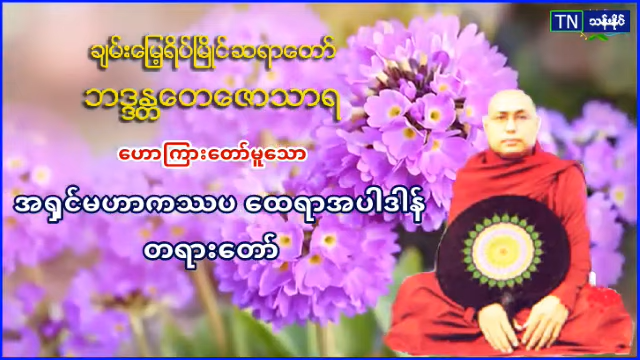 TN သန်းနိုင်
ချမ်းမြေ့ရိပ်မြိုင်ဆရာတော်
ဘဒ္ဒန္တတေဇောသာရ
ဟောကြားတော်မူသော
အရှင်မဟာကဿပ ထေရာအပါဒါန်
တရားတော်